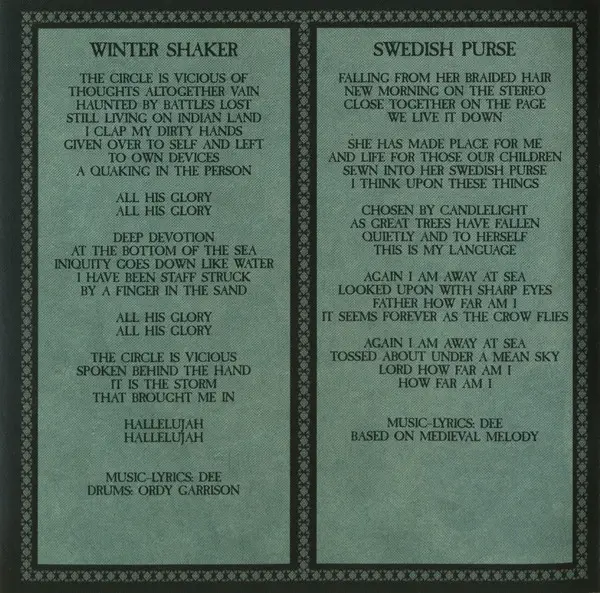 WINTER SHAKER
THE CIRCLE IS VICIOUS OF
THOUGHTS ALTOGETHER VAIN
HAUNTED BY BATTLES LOST
STILL LIVING ON INDIAN LAND
I CLAP MY DIRTY HANDS
GIVEN OVER TO SELF AND LEFT
TO OWN DEVICES
A QUAKING IN THE PERSON
ALL HIS GLORY
ALL HIS GLORY
DEEP DEVOTION
AT THE BOTTOM OF THE SEA
INIQUITY GOES DOWN LIKE WATER
I HAVE BEEN STAFF STRUCK
BY A FINGER IN THE SAND
ALL HIS GLORY
ALL HIS GLORY
THE CIRCLE IS VICIOUS
SPOKEN BEHIND THE HAND
IT IS THE STORM
THAT BROUGHT ME IN
HALLELUJAH
HALLELUJAH
MUSIC-LYRICS: DEE
DRUMS: ORDY GARRISON
SWEDISH PURSE
FALLING FROM HER BRAIDED HAIR
NEW MORNING ON THE STEREO
CLOSE TOGETHER ON THE PAGE
WE LIVE IT DOWN
SHE HAS MADE PLACE FOR ME
AND LIFE FOR THOSE OUR CHILDREN
SEWN INTO HER SWEDISH PURSE
I THINK UPON THESE THINGS
CHOSEN BY CANDLELIGHT
AS GREAT TREES HAVE FALLEN
QUIETLY AND TO HERSELF
THIS IS MY LANGUAGE
AGAIN I AM AWAY AT SEA
LOOKED UPON WITH SHARP EYES
FATHER HOW FAR AM I
IT SEEMS FOREVER AS THE CROW FLIES
AGAIN I AM AWAY AT SEA
TOSSED ABOUT UNDER A MEAN SKY
LORD HOW FAR AM I
HOW FAR AM I
MUSIC-LYRICS: DEE
BASED ON MEDIEVAL MELODY